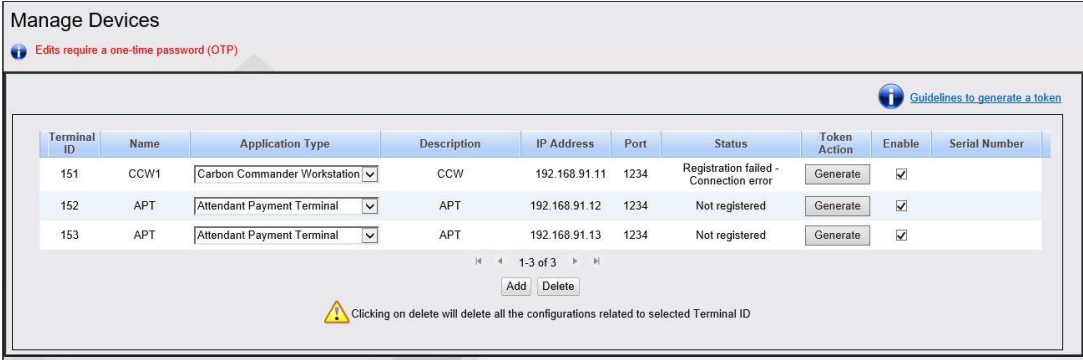 Manage Devices
Edits require a one-time password (OTP)
Guidelines to generate a token
Terminal ID Name Application Type Description IP Address Port Status Token Action Enable Serial Number
151 CCW1 Carbon Commander Workstation CCW 192.168.91.11 1234 Registration failed - Connection error Generate
152 APT Attendant Payment Terminal APT 192.168.91.12 1234 Not registered Generate
153 APT Attendant Payment Terminal APT 192.168.91.13 1234 Not registered Generate
1-3 of 3
Add Delete
Clicking on delete will delete all the configurations related to selected Terminal ID